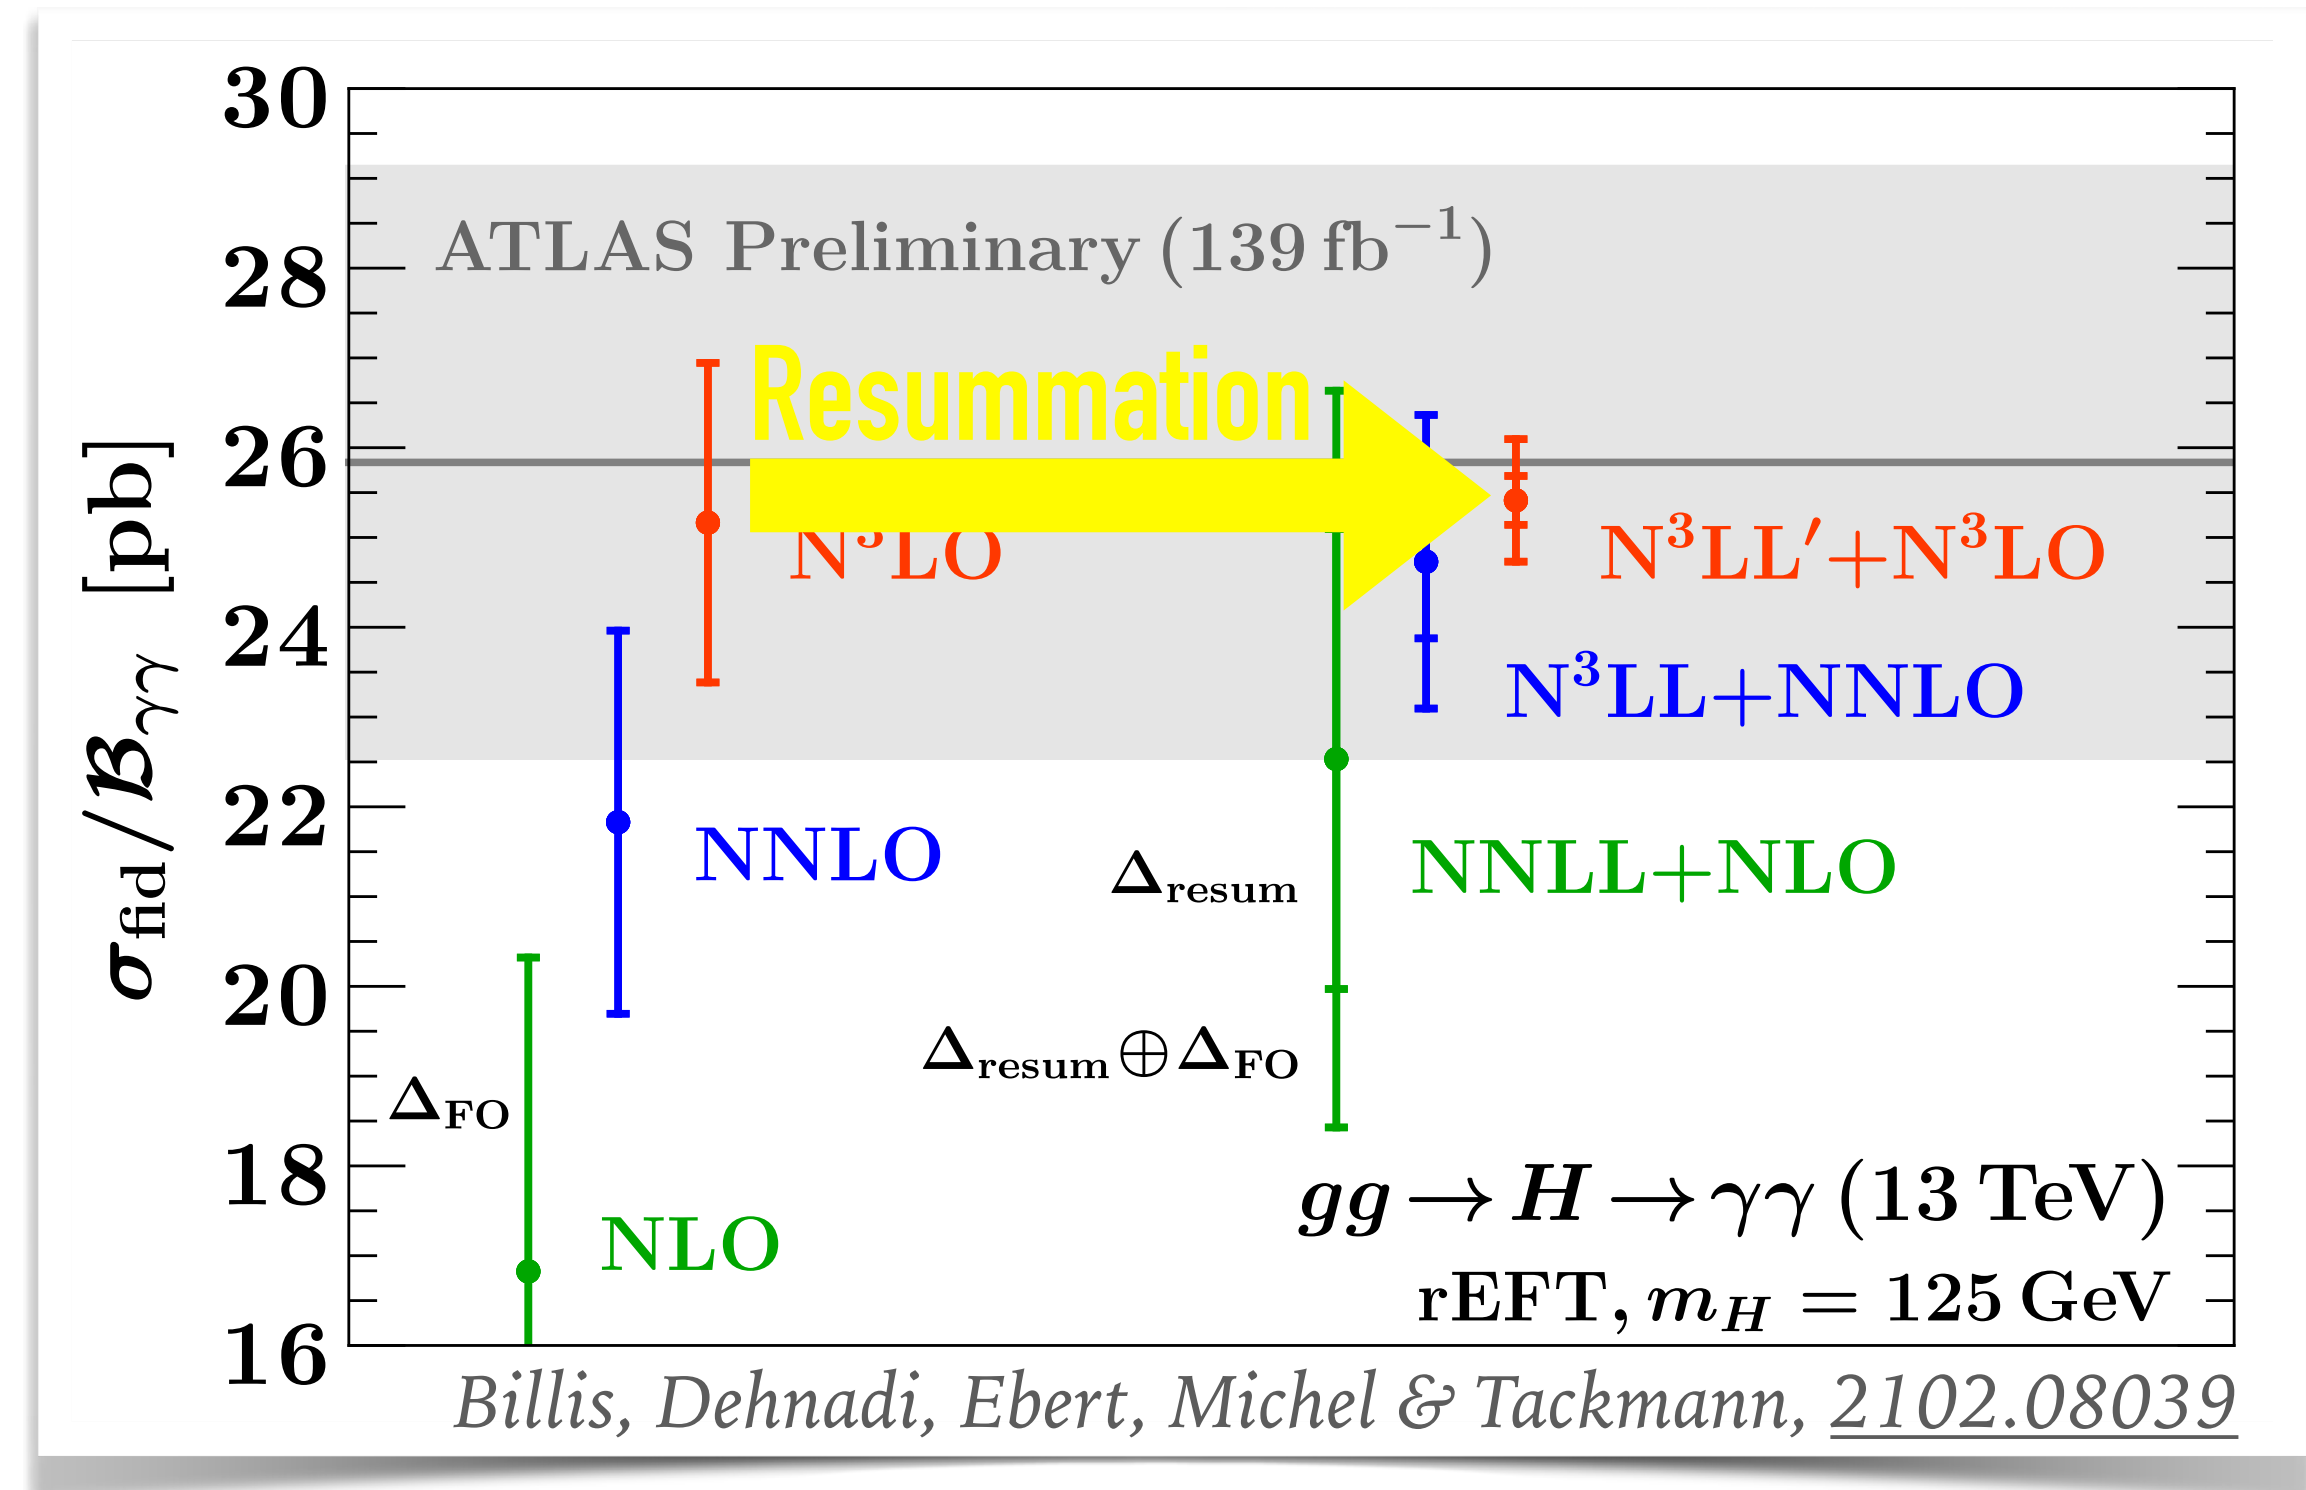 30
ATLAS Preliminary (139 fb⁻¹)
28
Resummation
26
σfid/ℬγγ [pb]
N³LO
N³LL′+N³LO
24
N³LL+NNLO
22
NNLO
Δresum
NNLL+NLO
20
Δresum⊕ΔFO
ΔFO
18
gg→H→γγ (13 TeV)
NLO
rEFT, mH = 125 GeV
16
Billis, Dehnadi, Ebert, Michel & Tackmann, 2102.08039